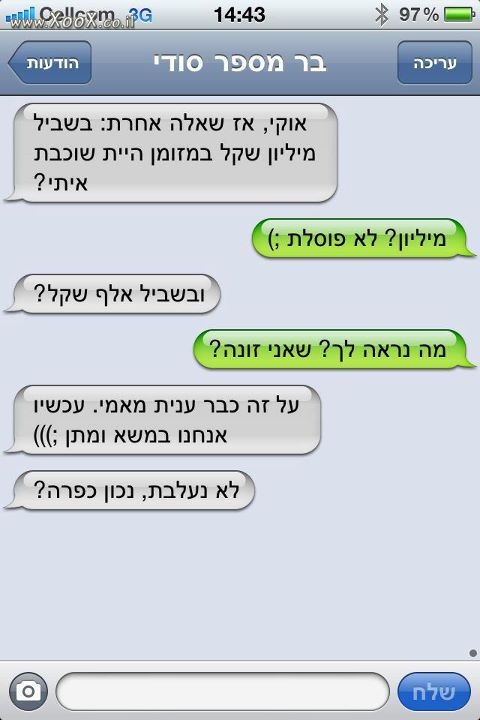 Cellcom 3G 14:43 97%
www.XOOX.co.il
הודעות בר מספר סודי עריכה
אוקי, אז שאלה אחרת: בשביל
מיליון שקל במזומן היית שוכבת
איתי?
מיליון? לא פוסלת ;)
ובשביל אלף שקל?
מה נראה לך? שאני זונה?
על זה כבר ענית מאמי. עכשיו
אנחנו במשא ומתן ;)))
לא נעלבת, נכון כפרה?
שלח